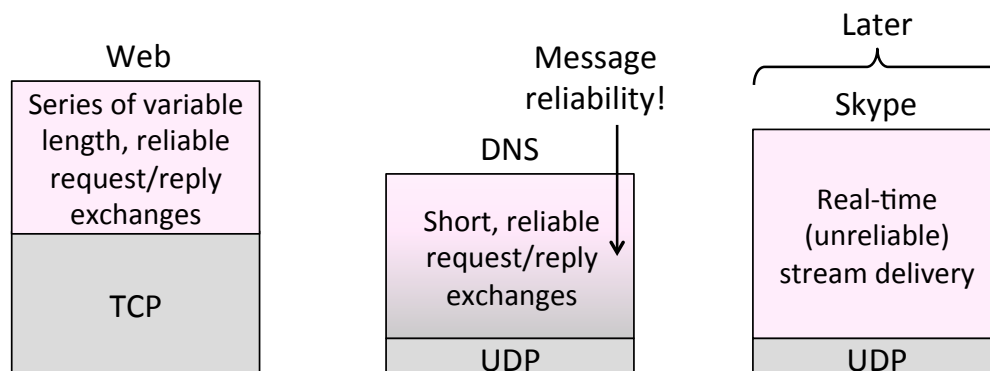 Web
Series of variable
length, reliable
request/reply
exchanges
TCP
Message
reliability!
DNS
Short, reliable
request/reply
exchanges
UDP
Later
Skype
Real-time
(unreliable)
stream delivery
UDP